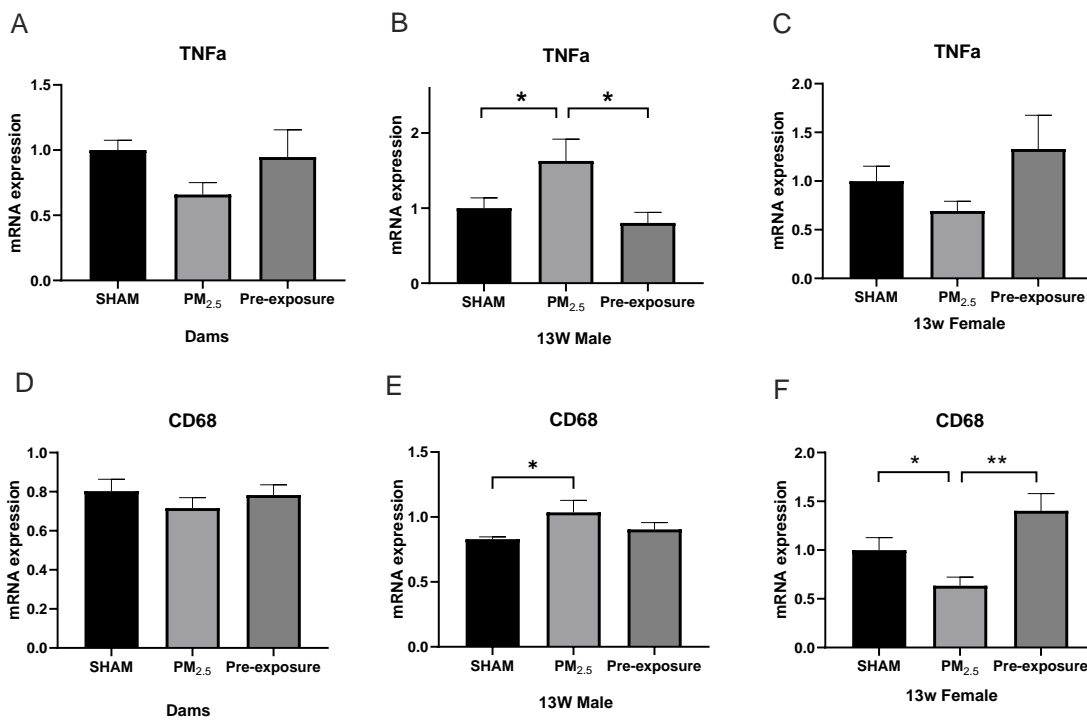 A
TNFa
mRNA expression
1.5
1.0
0.5
0.0
SHAM
PM2.5
Pre-exposure
Dams
B
TNFa
mRNA expression
2
1
0
*
*
SHAM
PM2.5
Pre-exposure
13W Male
C
TNFa
mRNA expression
2.0
1.5
1.0
0.5
0.0
SHAM
PM2.5
Pre-exposure
13w Female
D
CD68
mRNA expression
1.0
0.8
0.6
0.4
0.2
0.0
SHAM
PM2.5
Pre-exposure
Dams
E
CD68
mRNA expression
1.5
1.0
0.5
0.0
*
SHAM
PM2.5
Pre-exposure
13W Male
F
CD68
mRNA expression
2.0
1.5
1.0
0.5
0.0
*
**
SHAM
PM2.5
Pre-exposure
13w Female